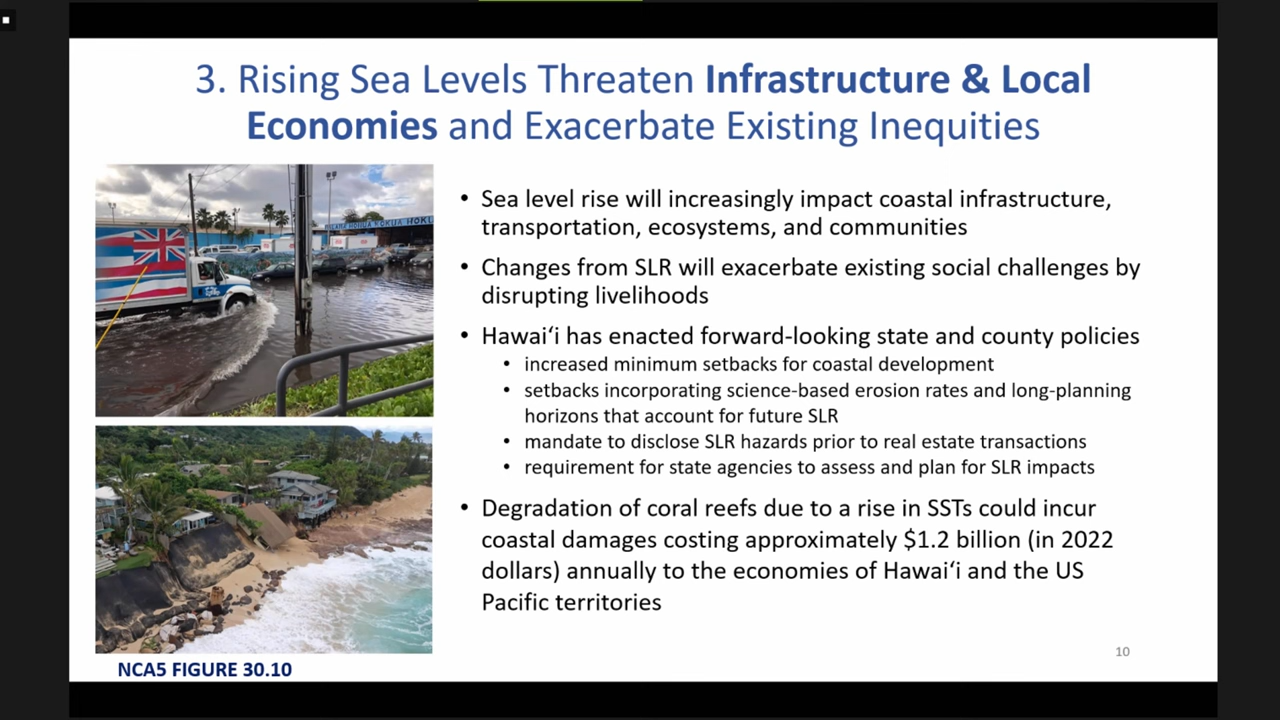 3. Rising Sea Levels Threaten Infrastructure & Local
Economies and Exacerbate Existing Inequities
• Sea level rise will increasingly impact coastal infrastructure,
transportation, ecosystems, and communities
• Changes from SLR will exacerbate existing social challenges by
disrupting livelihoods
• Hawaiʻi has enacted forward-looking state and county policies
• increased minimum setbacks for coastal development
• setbacks incorporating science-based erosion rates and long-planning
horizons that account for future SLR
• mandate to disclose SLR hazards prior to real estate transactions
• requirement for state agencies to assess and plan for SLR impacts
• Degradation of coral reefs due to a rise in SSTs could incur
coastal damages costing approximately $1.2 billion (in 2022
dollars) annually to the economies of Hawaiʻi and the US
Pacific territories
NCA5 FIGURE 30.10
10